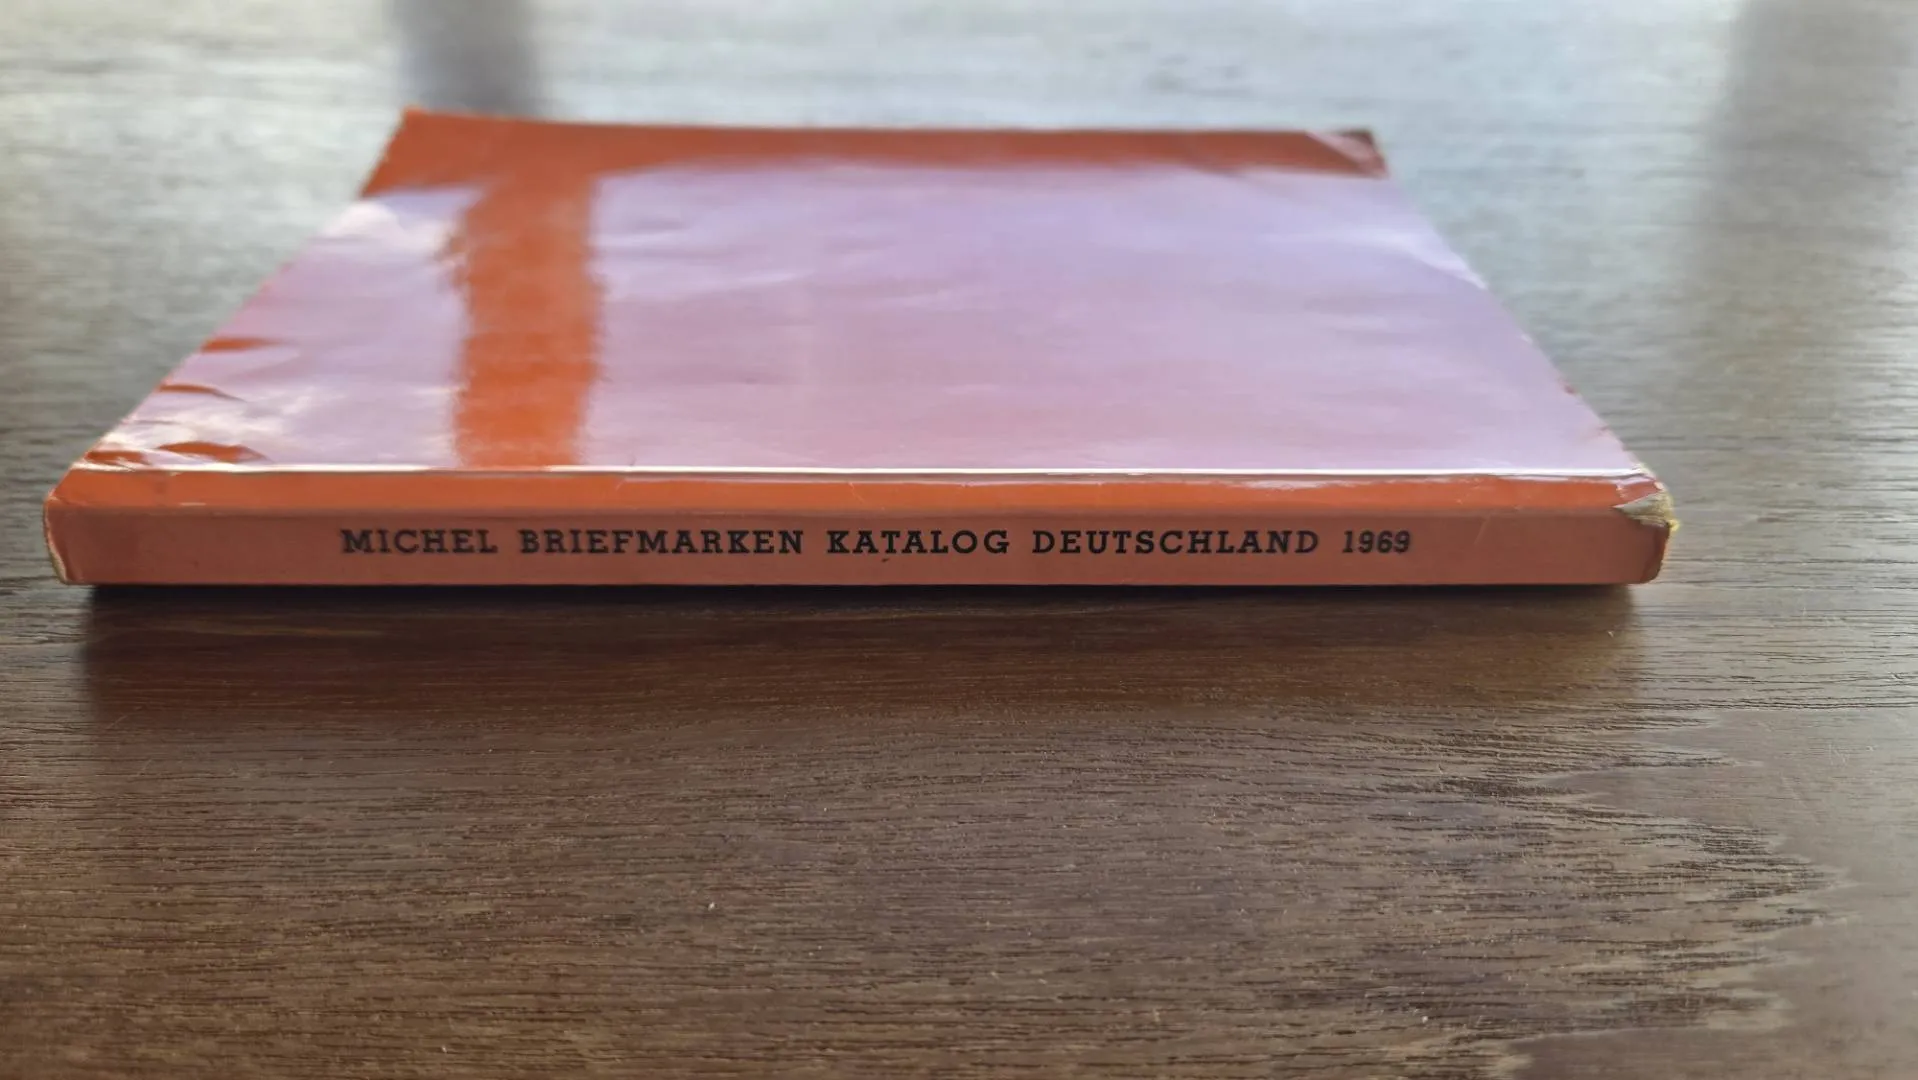 MICHEL BRIEFMARKEN KATALOG DEUTSCHLAND 1969